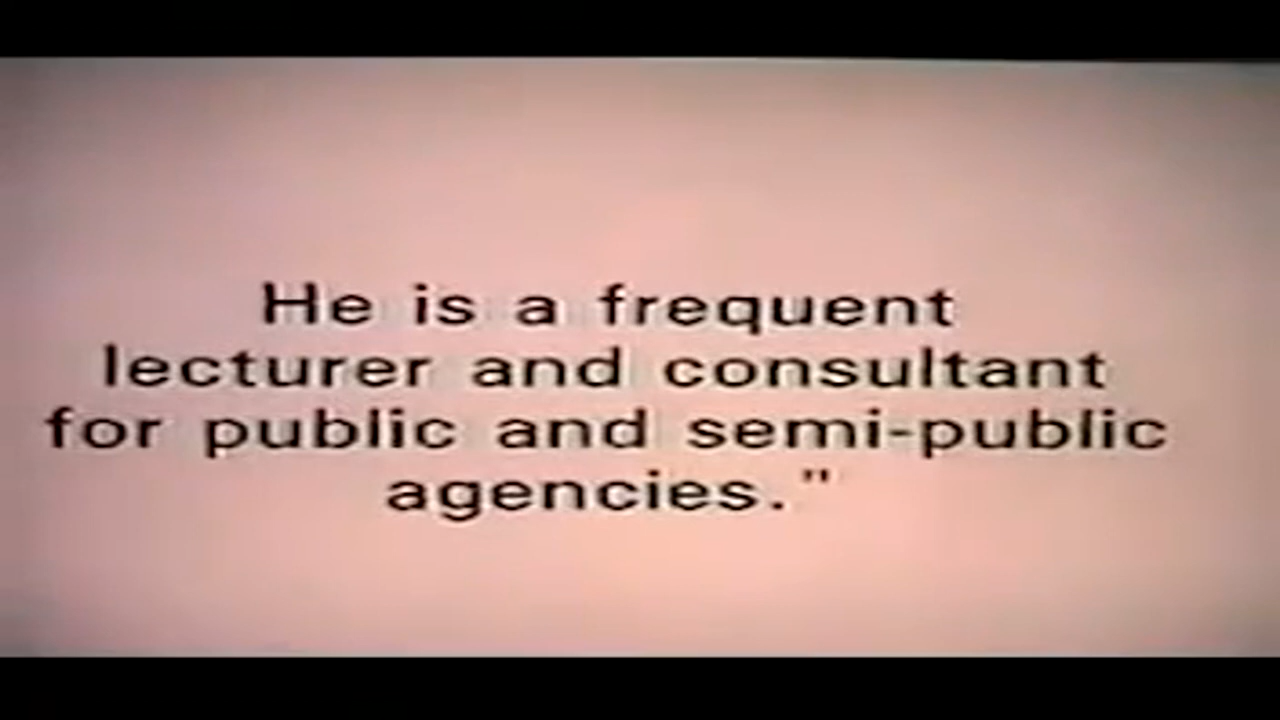 He is a frequent
lecturer and consultant
for public and semi-public
agencies."